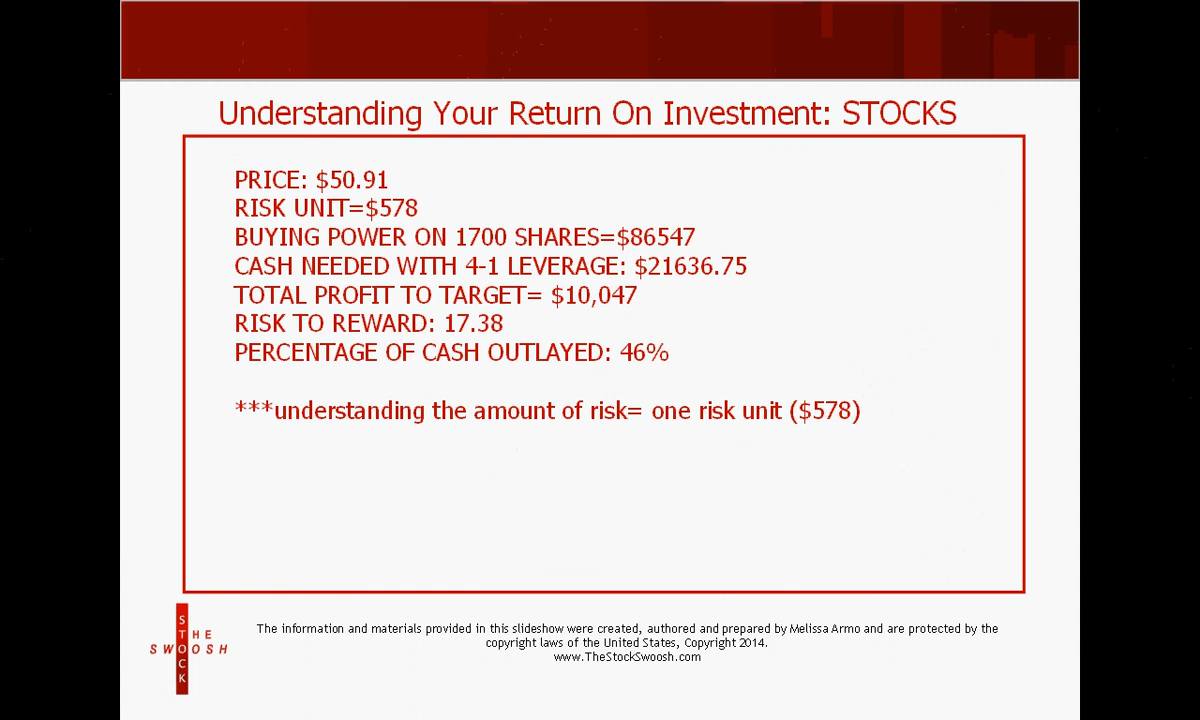 Understanding Your Return On Investment: STOCKS
PRICE: $50.91
RISK UNIT=$578
BUYING POWER ON 1700 SHARES=$86547
CASH NEEDED WITH 4-1 LEVERAGE: $21636.75
TOTAL PROFIT TO TARGET= $10,047
RISK TO REWARD: 17.38
PERCENTAGE OF CASH OUTLAYED: 46%
***understanding the amount of risk= one risk unit ($578)
THE
STOCK
SWOOSH
The information and materials provided in this slideshow were created, authored and prepared by Melissa Armo and are protected by the
copyright laws of the United States, Copyright 2014.
www.TheStockSwoosh.com